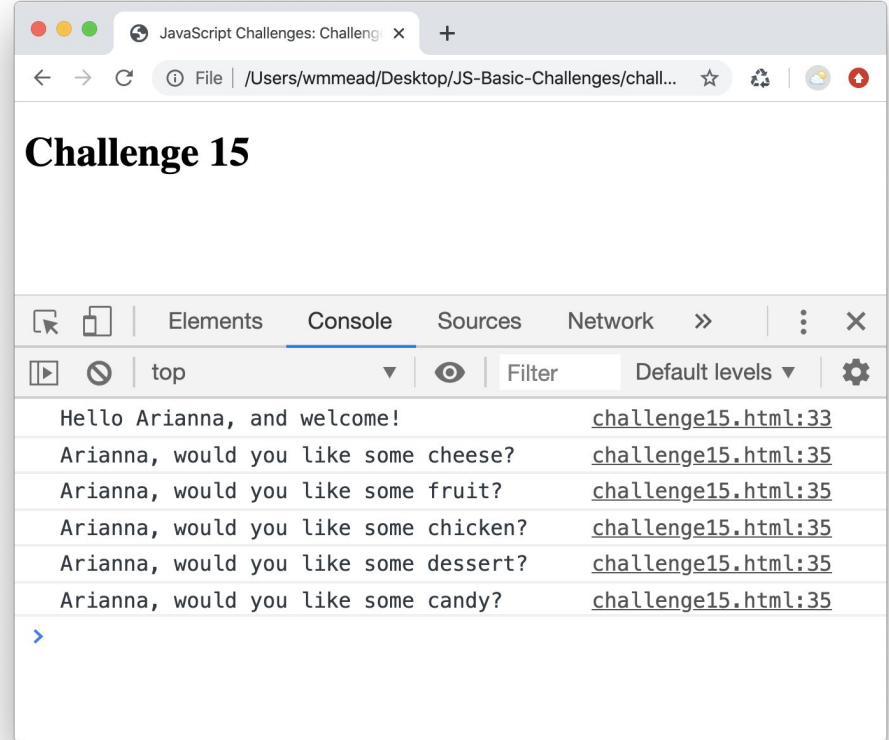 JavaScript Challenges: Challeng
File /Users/wmmead/Desktop/JS-Basic-Challenges/chall...
Challenge 15
Elements Console Sources Network
top Filter Default levels
Hello Arianna, and welcome! challenge15.html:33
Arianna, would you like some cheese? challenge15.html:35
Arianna, would you like some fruit? challenge15.html:35
Arianna, would you like some chicken? challenge15.html:35
Arianna, would you like some dessert? challenge15.html:35
Arianna, would you like some candy? challenge15.html:35